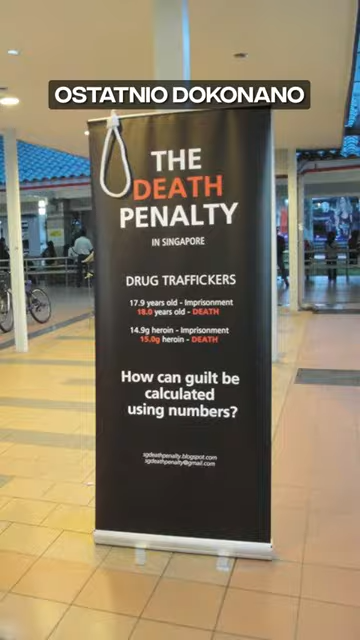 OSTATNIO DOKONANO
THE
DEATH
PENALTY
IN SINGAPORE
DRUG TRAFFICKERS
17.9 years old - Imprisonment
18.0 years old - DEATH
14.9g heroin - Imprisonment
15.0g heroin - DEATH
How can guilt be
calculated
using numbers?
sgdeathpenalty.blogspot.com
sgdeathpenalty@gmail.com